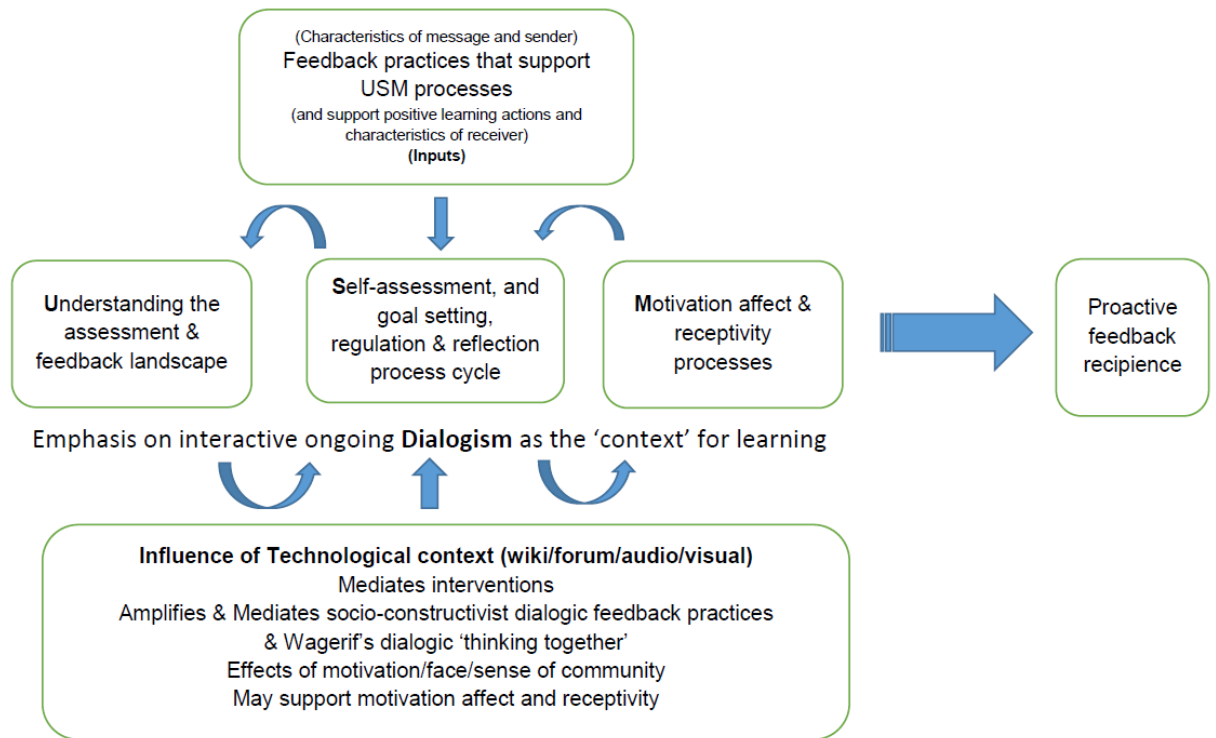 (Characteristics of message and sender)
Feedback practices that support
USM processes
(and support positive learning actions and
characteristics of receiver)
(Inputs)
Understanding the
assessment &
feedback landscape
Self-assessment, and
goal setting,
regulation & reflection
process cycle
Motivation affect &
receptivity
processes
Proactive
feedback
recipience
Emphasis on interactive ongoing Dialogism as the ‘context’ for learning
Influence of Technological context (wiki/forum/audio/visual)
Mediates interventions
Amplifies & Mediates socio-constructivist dialogic feedback practices
& Wagerif’s dialogic ‘thinking together’
Effects of motivation/face/sense of community
May support motivation affect and receptivity